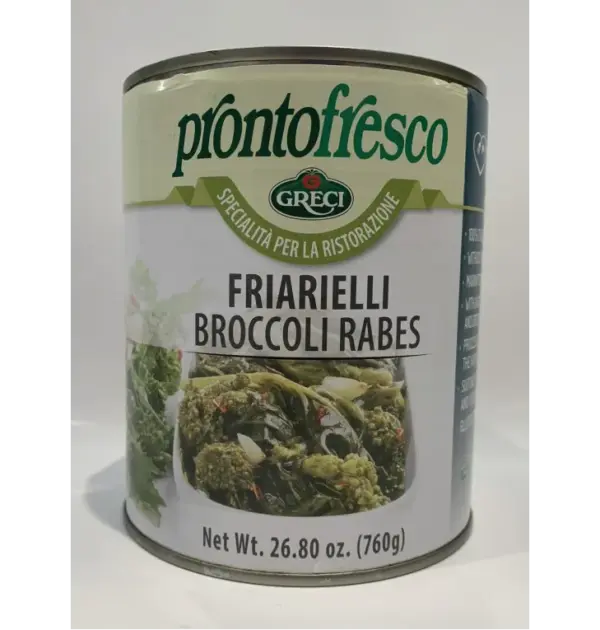 prontofresco
GRECI
SPECIALITÀ PER LA RISTORAZIONE
FRIARIELLI
BROCCOLI RABES
Net Wt. 26.80 oz. (760g)